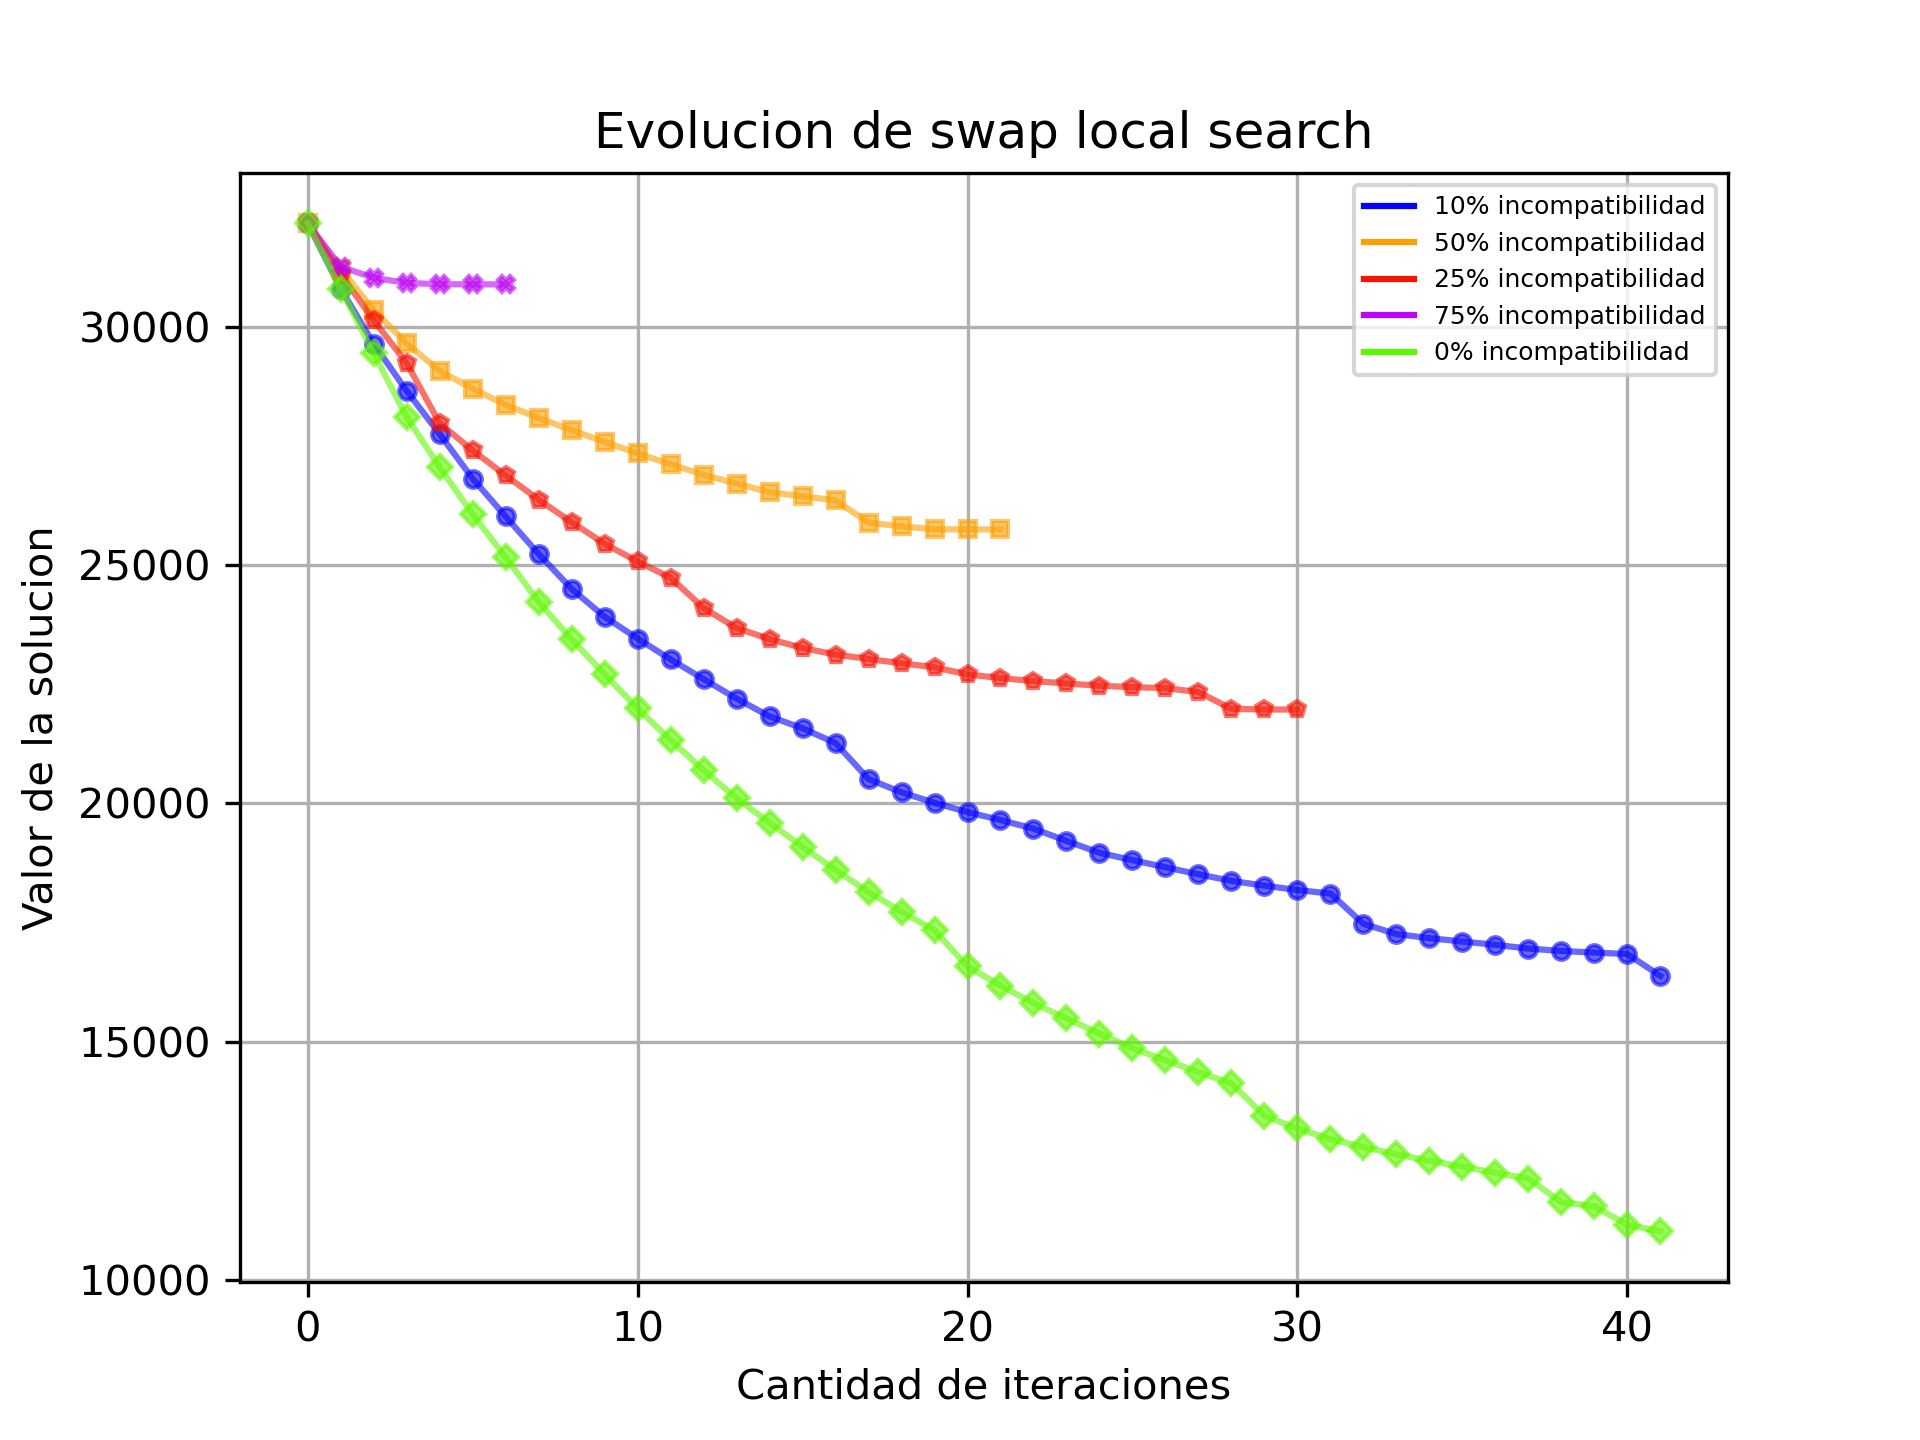 Evolucion de swap local search
10% incompatibilidad
50% incompatibilidad
25% incompatibilidad
75% incompatibilidad
0% incompatibilidad
Valor de la solucion
30000
25000
20000
15000
10000
0 10 20 30 40
Cantidad de iteraciones